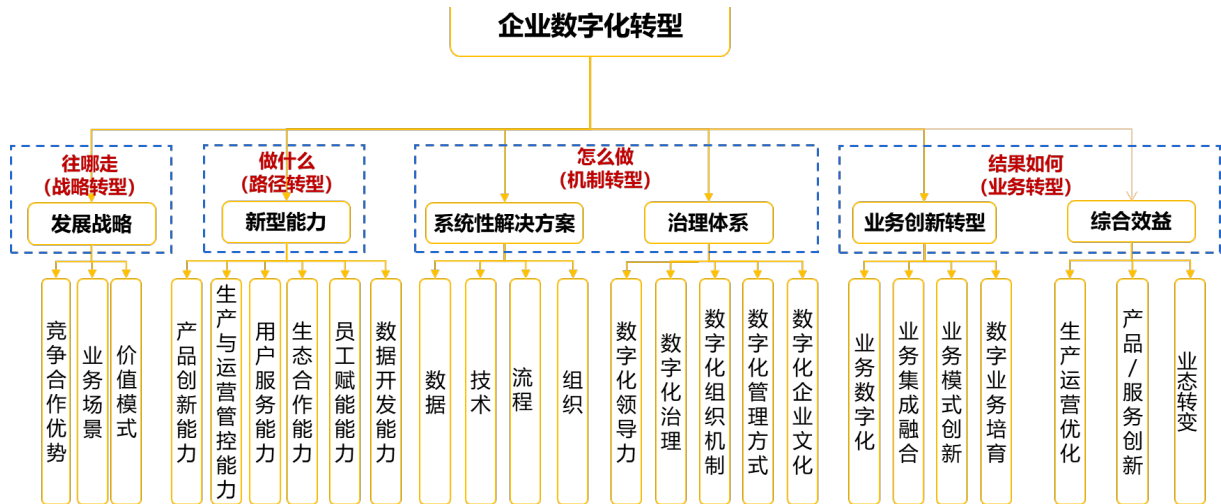 企业数字化转型
往哪走
（战略转型）
做什么
（路径转型）
怎么做
（机制转型）
结果如何
（业务转型）
发展战略
新型能力
系统性解决方案
治理体系
业务创新转型
综合效益
竞争合作优势
业务场景
价值模式
产品创新能力
生产与运营管控能力
用户服务能力
生态合作能力
员工赋能能力
数据开发能力
数据
技术
流程
组织
数字化领导力
数字化治理
数字化组织机制
数字化管理方式
数字化企业文化
业务数字化
业务集成融合
业务模式创新
数字业务培育
生产运营优化
产品/服务创新
业态转变